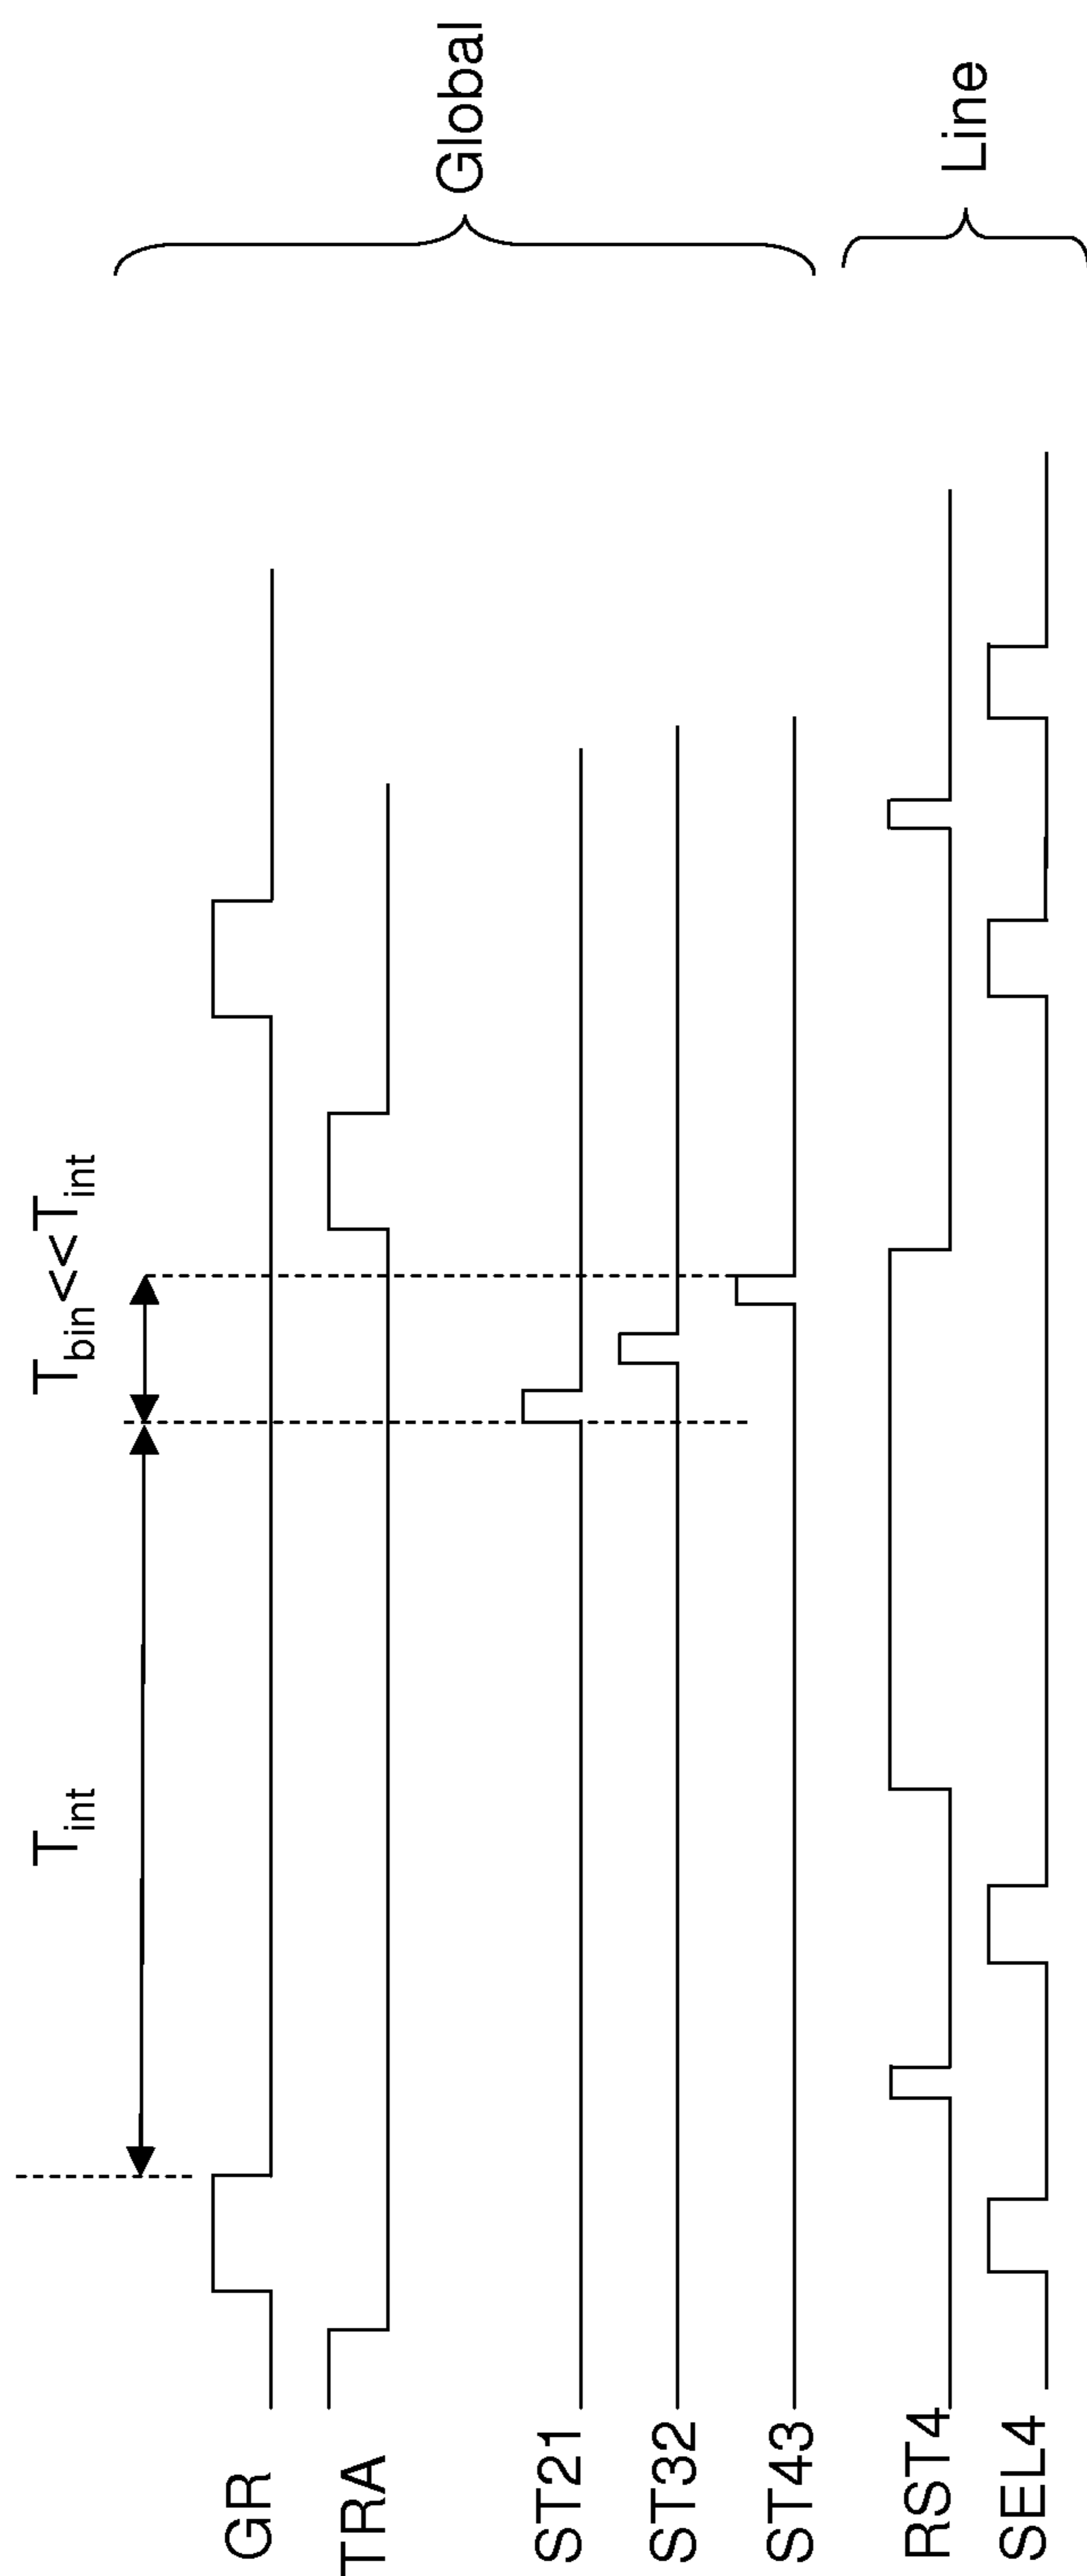 T_int
T_bin<<T_int
GR
TRA
ST21
ST32
ST43
Global
RST4
SEL4
Line